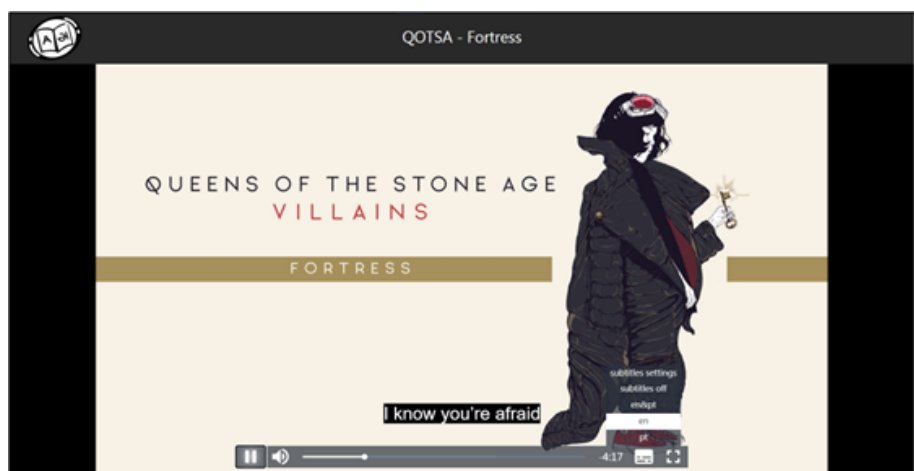 QOTSA - Fortress
QUEENS OF THE STONE AGE
VILLAINS
FORTRESS
subtitles settings
subtitles off
en&pt
en
pt
I know you're afraid
-4:17